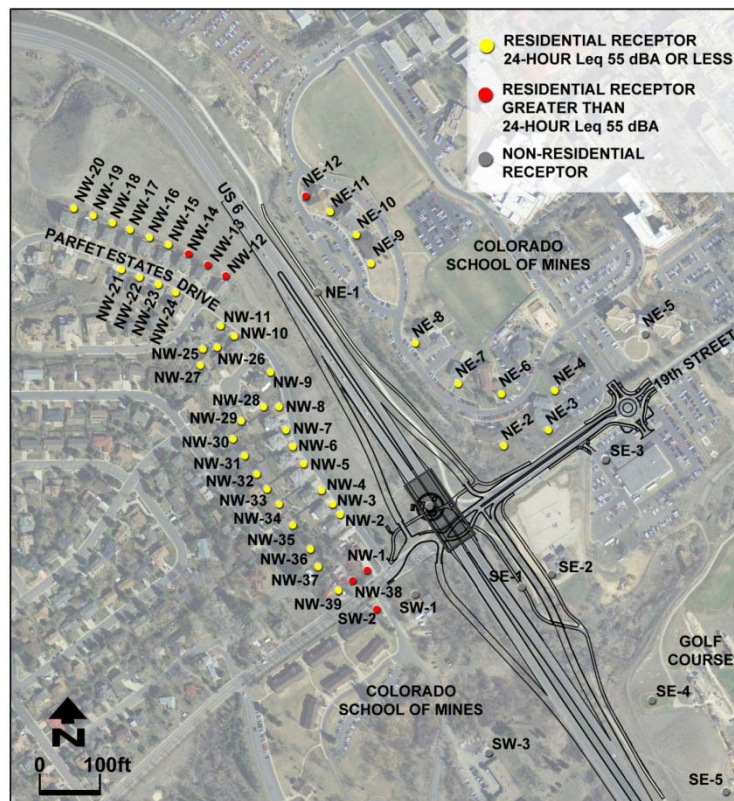 RESIDENTIAL RECEPTOR
24-HOUR Leq 55 dBA OR LESS
RESIDENTIAL RECEPTOR
GREATER THAN
24-HOUR Leq 55 dBA
NON-RESIDENTIAL
RECEPTOR
NW-20
NW-19
NW-18
NW-17
NW-16
NW-15
NW-14
NW-13
NW-12
US 6
NE-12
NE-11
NE-10
NE-9
COLORADO
SCHOOL OF MINES
PARFET ESTATES DRIVE
NW-21
NW-22
NW-23
NW-24
NE-1
NE-5
NW-11
NW-10
NW-25
NW-26
NW-27
NE-8
NE-7
NE-6
NE-4
19th STREET
NW-9
NW-28
NW-8
NW-29
NW-7
NE-2
NE-3
NW-30
NW-6
NW-31
NW-5
SE-3
NW-32
NW-4
NW-33
NW-3
NW-34
NW-2
NW-35
NW-36
NW-1
NW-37
NW-38
SE-1
SE-2
NW-39
SW-1
SW-2
GOLF
COURSE
COLORADO
SCHOOL OF MINES
SE-4
N
SW-3
0 100ft
SE-5